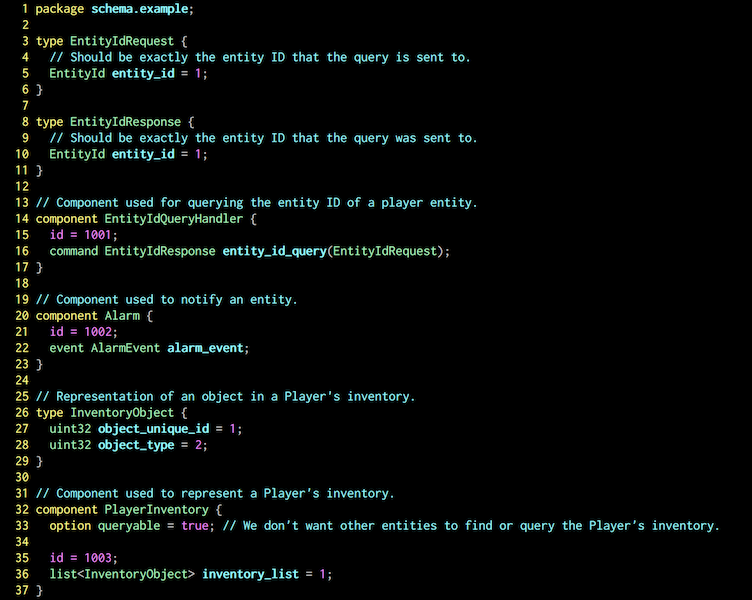 1 package schema.example;
2
3 type EntityIdRequest {
4   // Should be exactly the entity ID that the query is sent to.
5   EntityId entity_id = 1;
6 }
7
8 type EntityIdResponse {
9   // Should be exactly the entity ID that the query was sent to.
10   EntityId entity_id = 1;
11 }
12
13 // Component used for querying the entity ID of a player entity.
14 component EntityIdQueryHandler {
15   id = 1001;
16   command EntityIdResponse entity_id_query(EntityIdRequest);
17 }
18
19 // Component used to notify an entity.
20 component Alarm {
21   id = 1002;
22   event AlarmEvent alarm_event;
23 }
24
25 // Representation of an object in a Player's inventory.
26 type InventoryObject {
27   uint32 object_unique_id = 1;
28   uint32 object_type = 2;
29 }
30
31 // Component used to represent a Player's inventory.
32 component PlayerInventory {
33   option queryable = true; // We don't want other entities to find or query the Player's inventory.
34
35   id = 1003;
36   list<InventoryObject> inventory_list = 1;
37 }